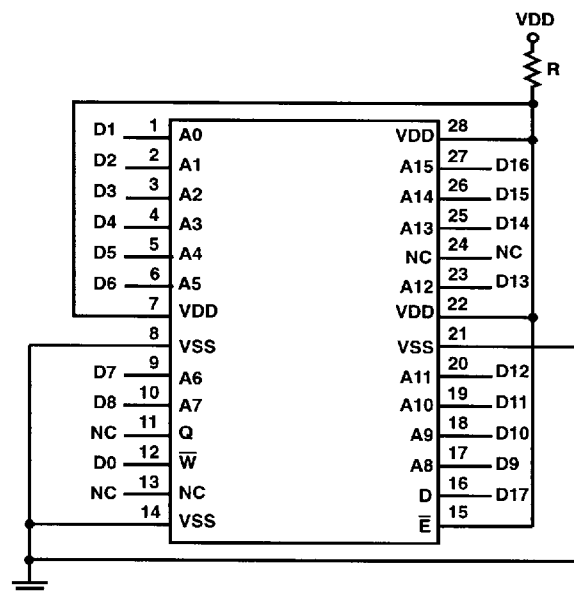 VDD
R
D1 1 A0 VDD 28
D2 2 A1 A15 27 D16
D3 3 A2 A14 26 D15
D4 4 A3 A13 25 D14
D5 5 A4 NC 24 NC
D6 6 A5 A12 23 D13
7 VDD VDD 22
8 VSS VSS 21
D7 9 A6 A11 20 D12
D8 10 A7 A10 19 D11
NC 11 Q A9 18 D10
D0 12 W̅ A8 17 D9
NC 13 NC D 16 D17
14 VSS E̅ 15